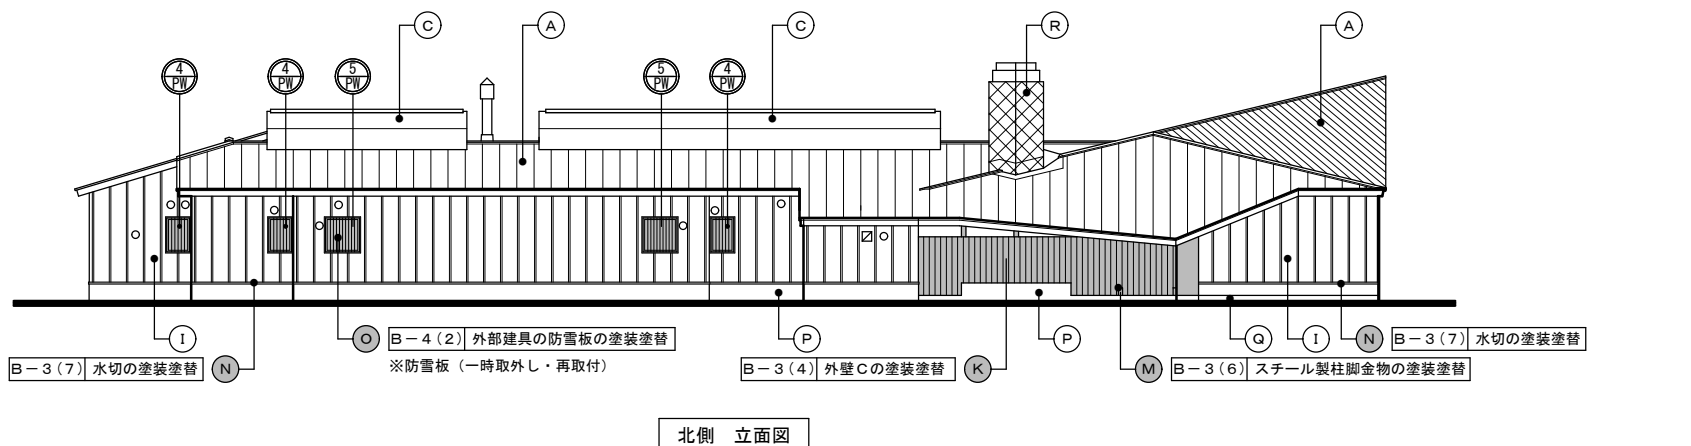 C
A
C
R
A
4
PW
4
PW
5
PW
5
PW
4
PW
I
O
B－4(2) 外部建具の防雪板の塗装塗替
P
P
Q
I
N
B－3(7) 水切の塗装塗替
B－3(7) 水切の塗装塗替
N
※防雪板（一時取外し・再取付）
B－3(4) 外壁Cの塗装塗替
K
M
B－3(6) スチール製柱脚金物の塗装塗替
北側　立面図